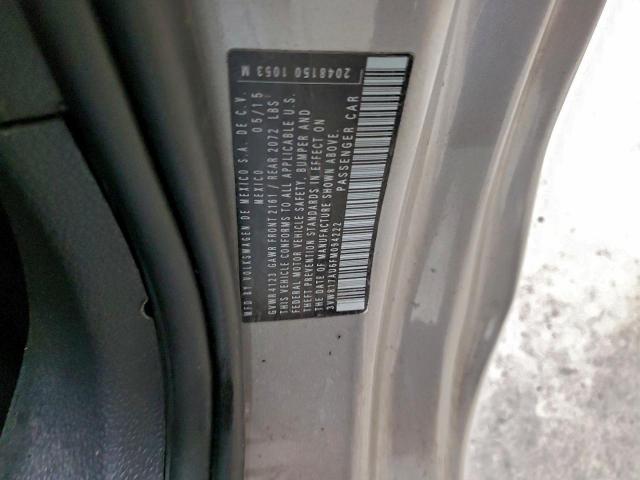 MFD BY VOLKSWAGEN DE MEXICO S.A. DE C.V.
MEXICO 05/15
GVWR 4123 GAWR FRONT 2161 / REAR 2072 LBS
THIS VEHICLE CONFORMS TO ALL APPLICABLE U.S.
FEDERAL MOTOR VEHICLE SAFETY, BUMPER AND
THEFT PREVENTION STANDARDS IN EFFECT ON
THE DATE OF MANUFACTURE SHOWN ABOVE.
3VW817AU6FM094222 PASSENGER CAR
2048150 1053 M